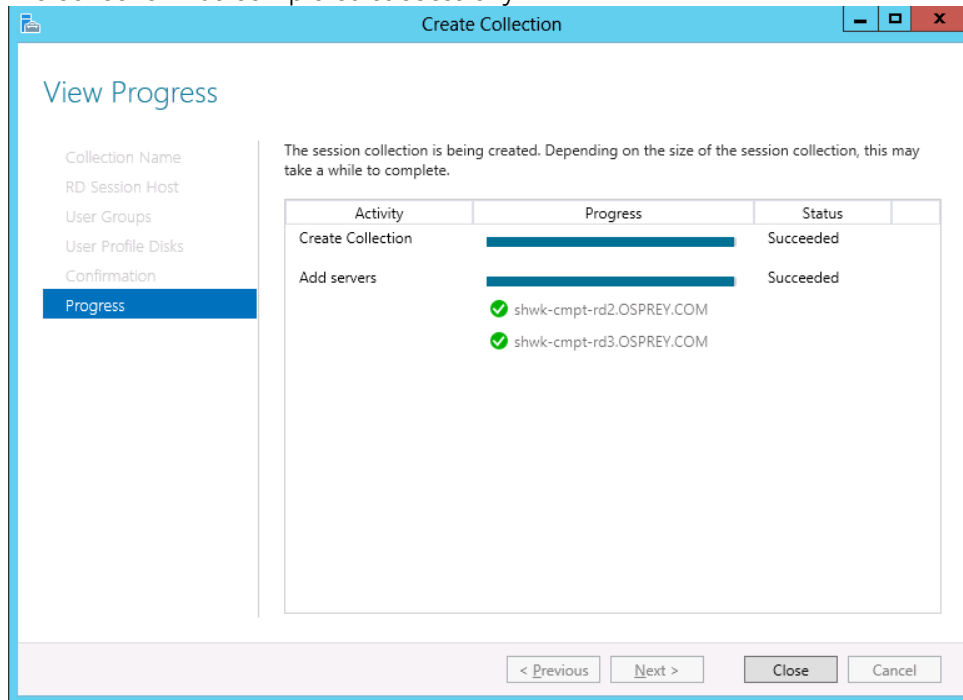 Create Collection
View Progress
Collection Name
RD Session Host
User Groups
User Profile Disks
Confirmation
Progress
The session collection is being created. Depending on the size of the session collection, this may
take a while to complete.
Activity Progress Status
Create Collection Succeeded
Add servers Succeeded
shwk-cmpt-rd2.OSPREY.COM
shwk-cmpt-rd3.OSPREY.COM
< Previous Next > Close Cancel